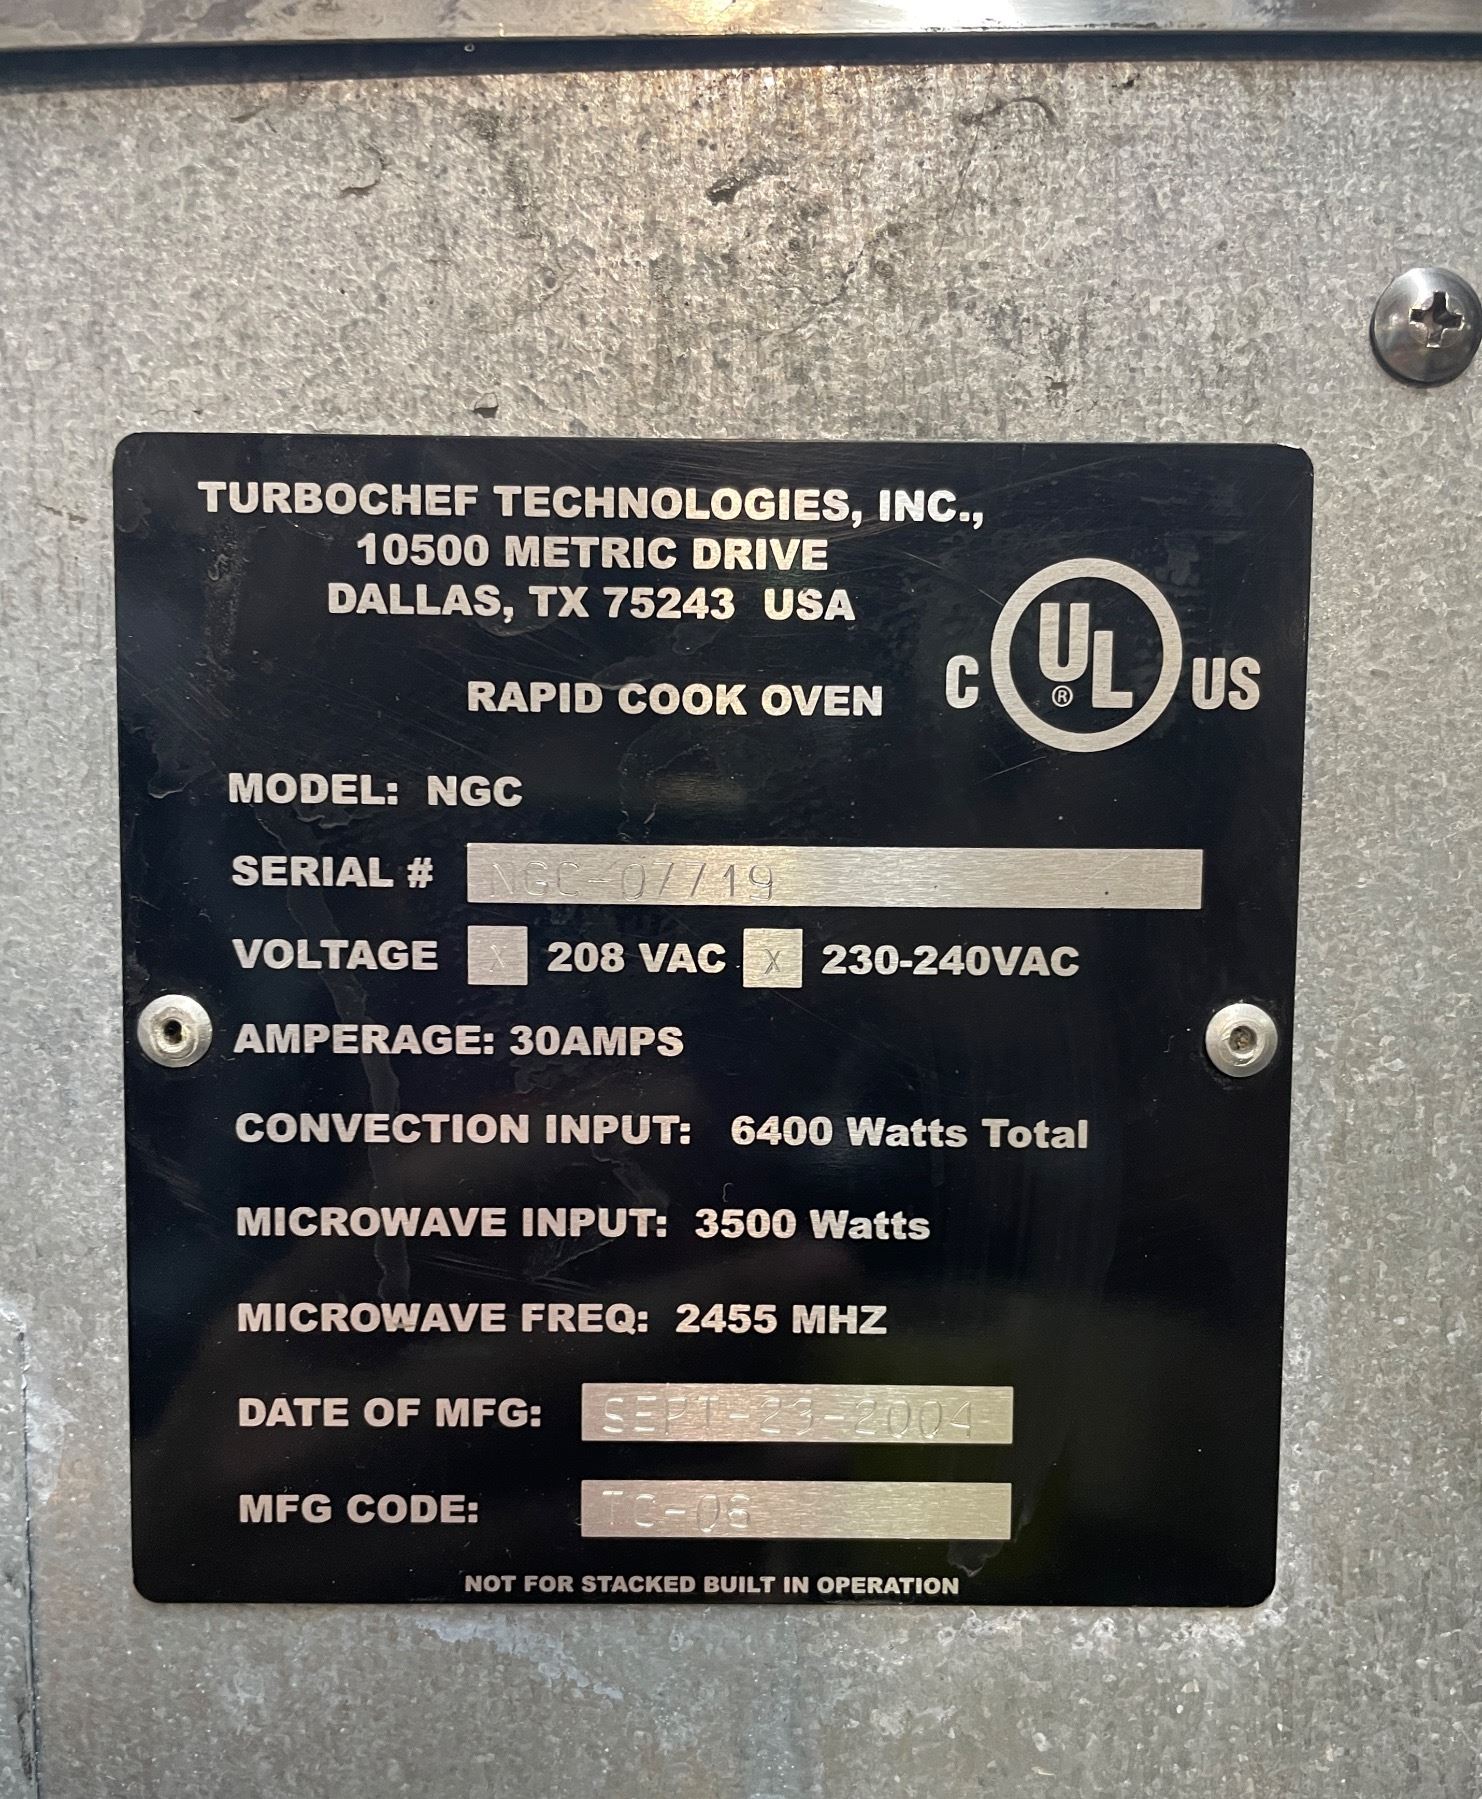 TURBOCHEF TECHNOLOGIES, INC.,
10500 METRIC DRIVE
DALLAS, TX 75243 USA
C UL® US
RAPID COOK OVEN
MODEL: NGC
SERIAL # NGC-07719
VOLTAGE X 208 VAC X 230-240VAC
AMPERAGE: 30AMPS
CONVECTION INPUT: 6400 Watts Total
MICROWAVE INPUT: 3500 Watts
MICROWAVE FREQ: 2455 MHZ
DATE OF MFG: SEPT-23-2004
MFG CODE: TC-06
NOT FOR STACKED BUILT IN OPERATION